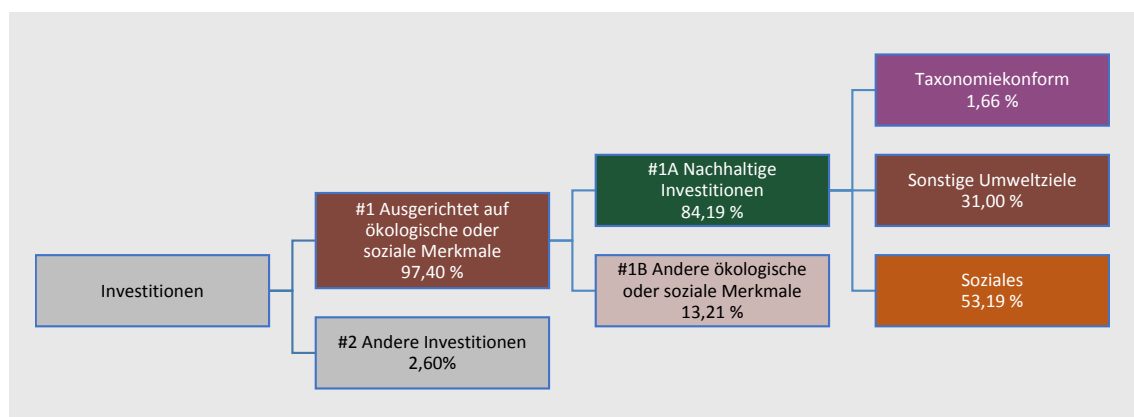 Investitionen
#1 Ausgerichtet auf
ökologische oder
soziale Merkmale
97,40 %
#2 Andere Investitionen
2,60%
#1A Nachhaltige
Investitionen
84,19 %
#1B Andere ökologische
oder soziale Merkmale
13,21 %
Taxonomiekonform
1,66 %
Sonstige Umweltziele
31,00 %
Soziales
53,19 %